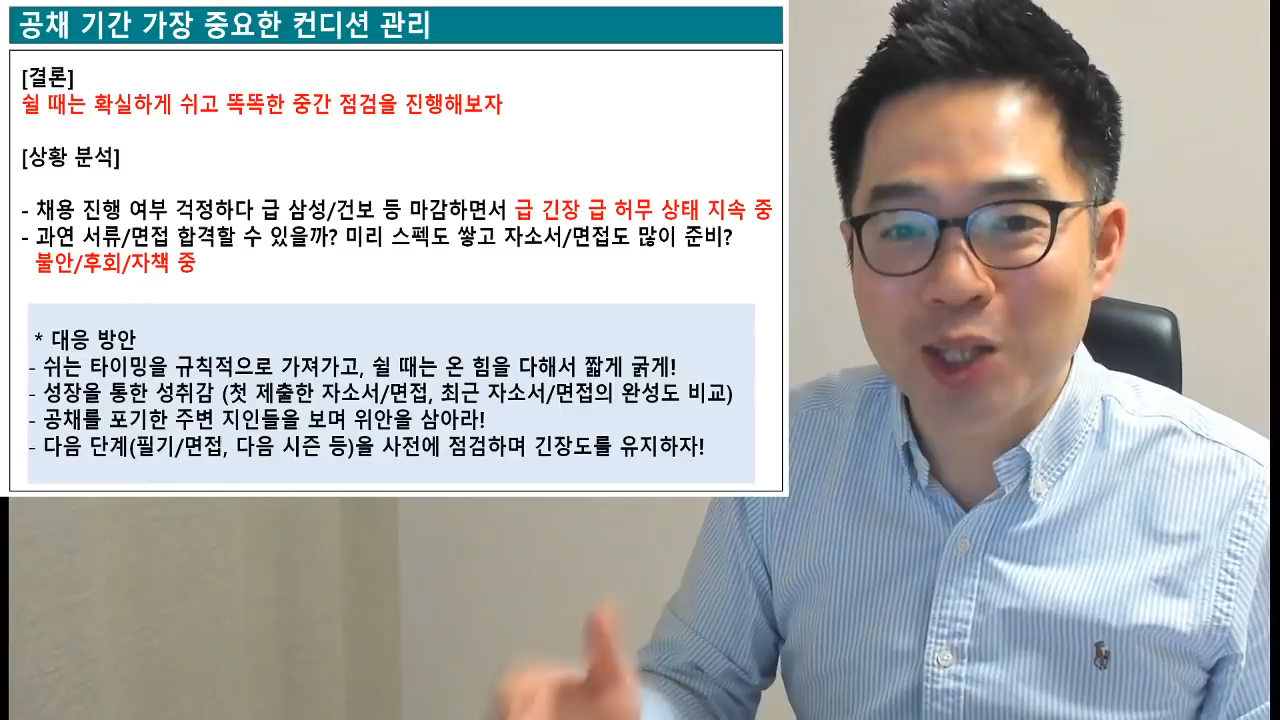 공채 기간 가장 중요한 컨디션 관리
[결론]
쉴 때는 확실하게 쉬고 똑똑한 중간 점검을 진행해보자
[상황 분석]
- 채용 진행 여부 걱정하다 급 삼성/건보 등 마감하면서 급 긴장 급 허무 상태 지속 중
- 과연 서류/면접 합격할 수 있을까? 미리 스펙도 쌓고 자소서/면접도 많이 준비?
불안/후회/자책 중
* 대응 방안
- 쉬는 타이밍을 규칙적으로 가져가고, 쉴 때는 온 힘을 다해서 짧게 굵게!
- 성장을 통한 성취감 (첫 제출한 자소서/면접, 최근 자소서/면접의 완성도 비교)
- 공채를 포기한 주변 지인들을 보며 위안을 삼아라!
- 다음 단계(필기/면접, 다음 시즌 등)올 사전에 점검하며 긴장도를 유지하자!